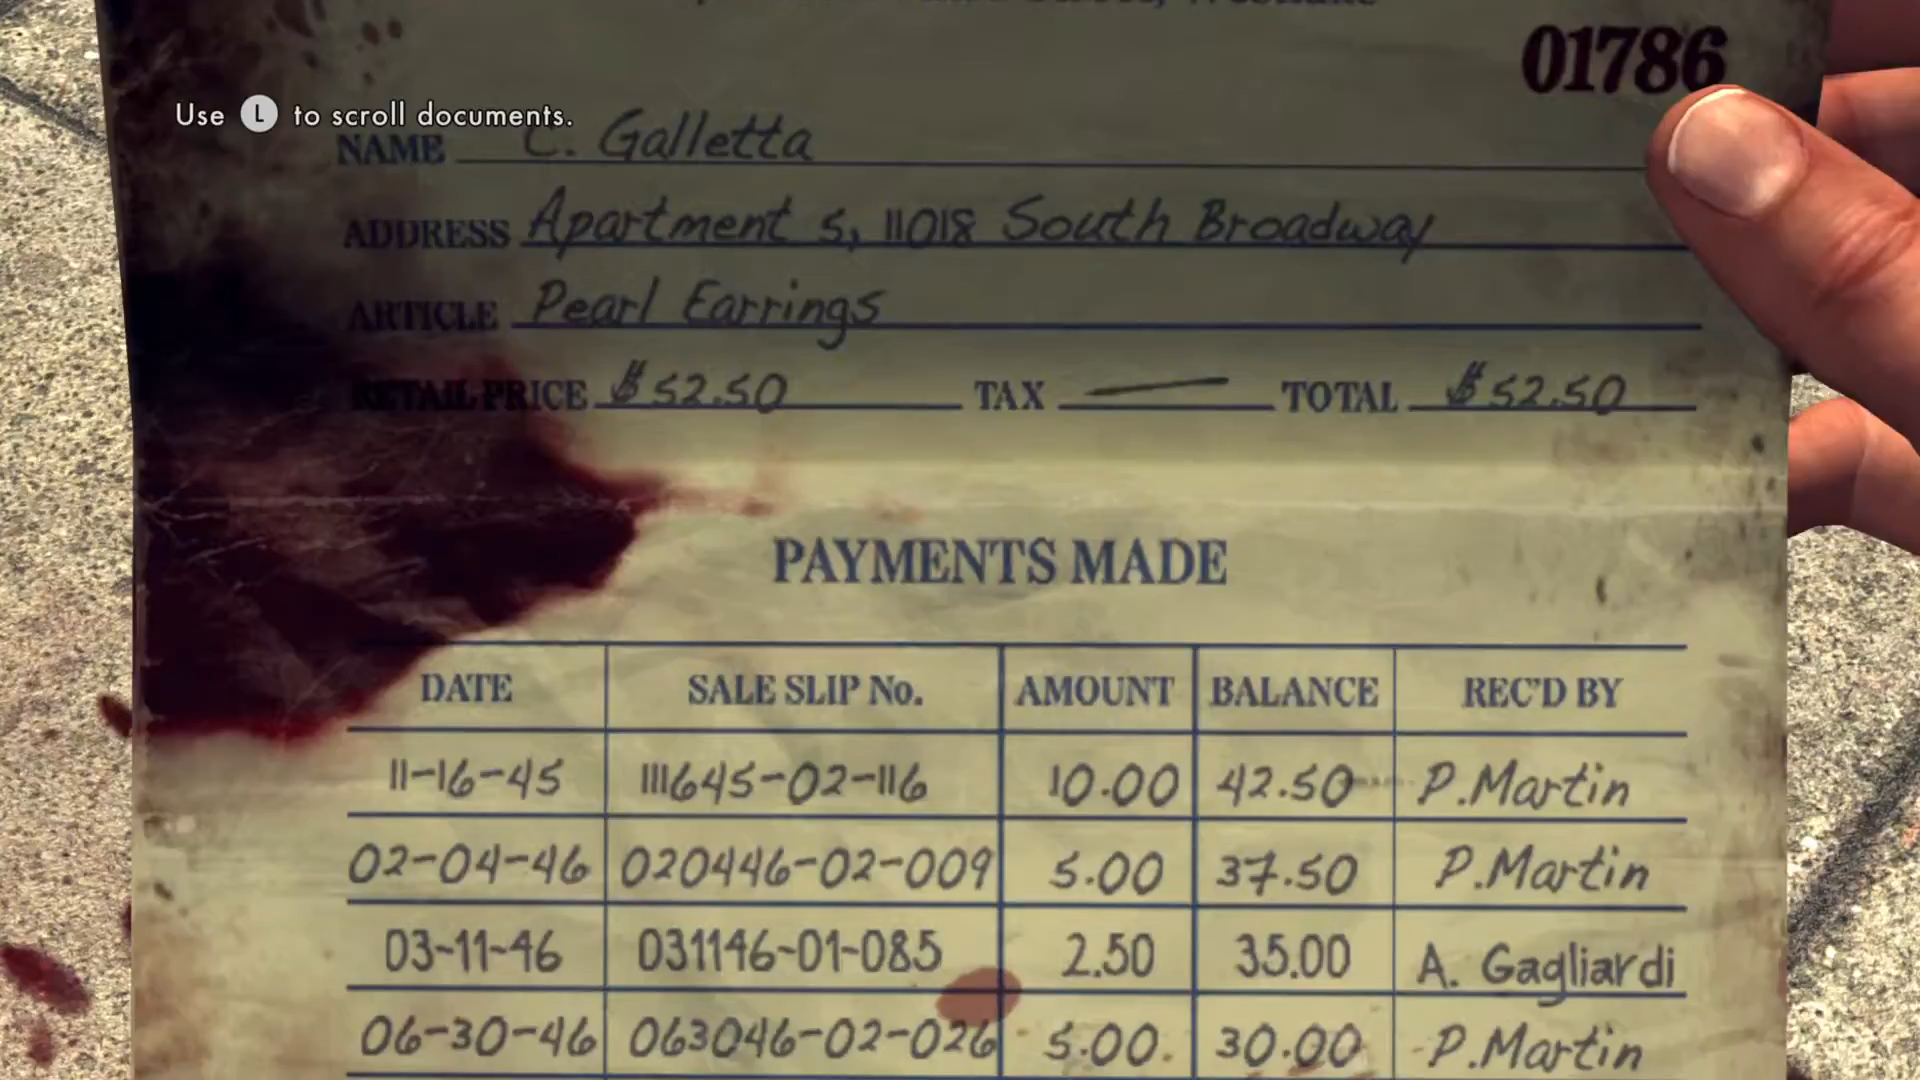 01786
Use L to scroll documents.
NAME C. Galletta
ADDRESS Apartment 5, 11018 South Broadway
ARTICLE Pearl Earrings
RETAIL PRICE $52.50 TAX — TOTAL $52.50
PAYMENTS MADE
DATE SALE SLIP No. AMOUNT BALANCE REC'D BY
11-16-45 111645-02-116 10.00 42.50 P.Martin
02-04-46 020446-02-009 5.00 37.50 P.Martin
03-11-46 031146-01-085 2.50 35.00 A. Gagliardi
06-30-46 063046-02-026 5.00 30.00 P.Martin